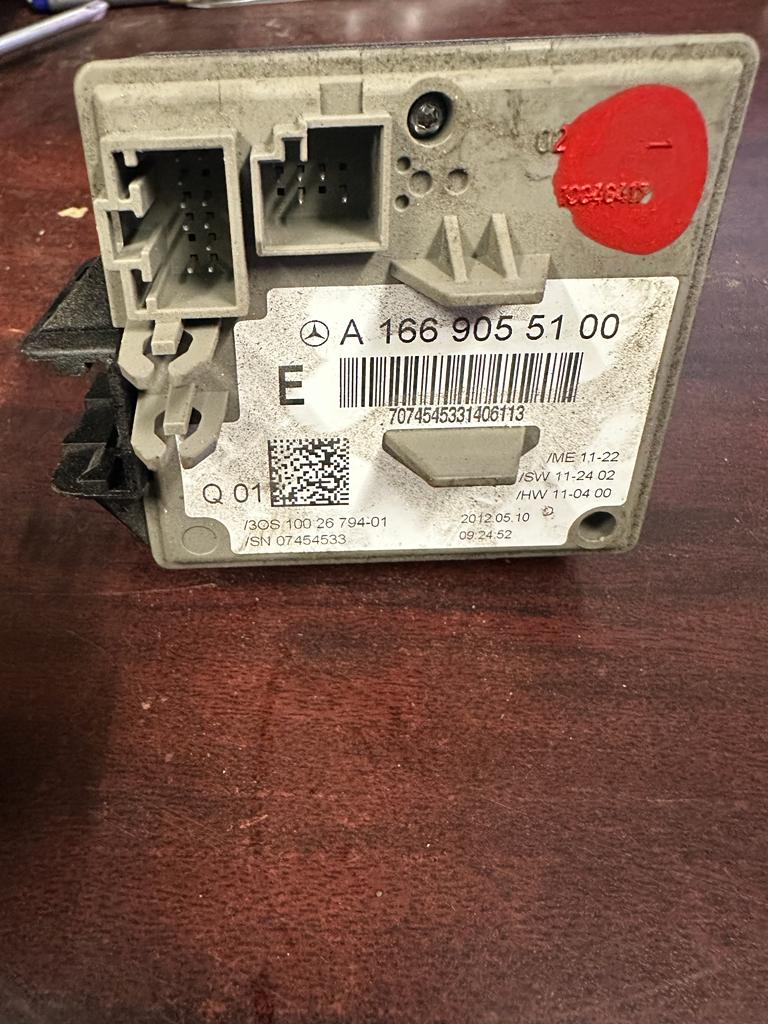 02 1
A 166 905 51 00
E
7074545331406113
/ME 11-22
/SW 11-24 02
/HW 11-04 00
Q 01
/3OS 100 26 794-01
/SN 07454533
2012.05.10
09:24:52